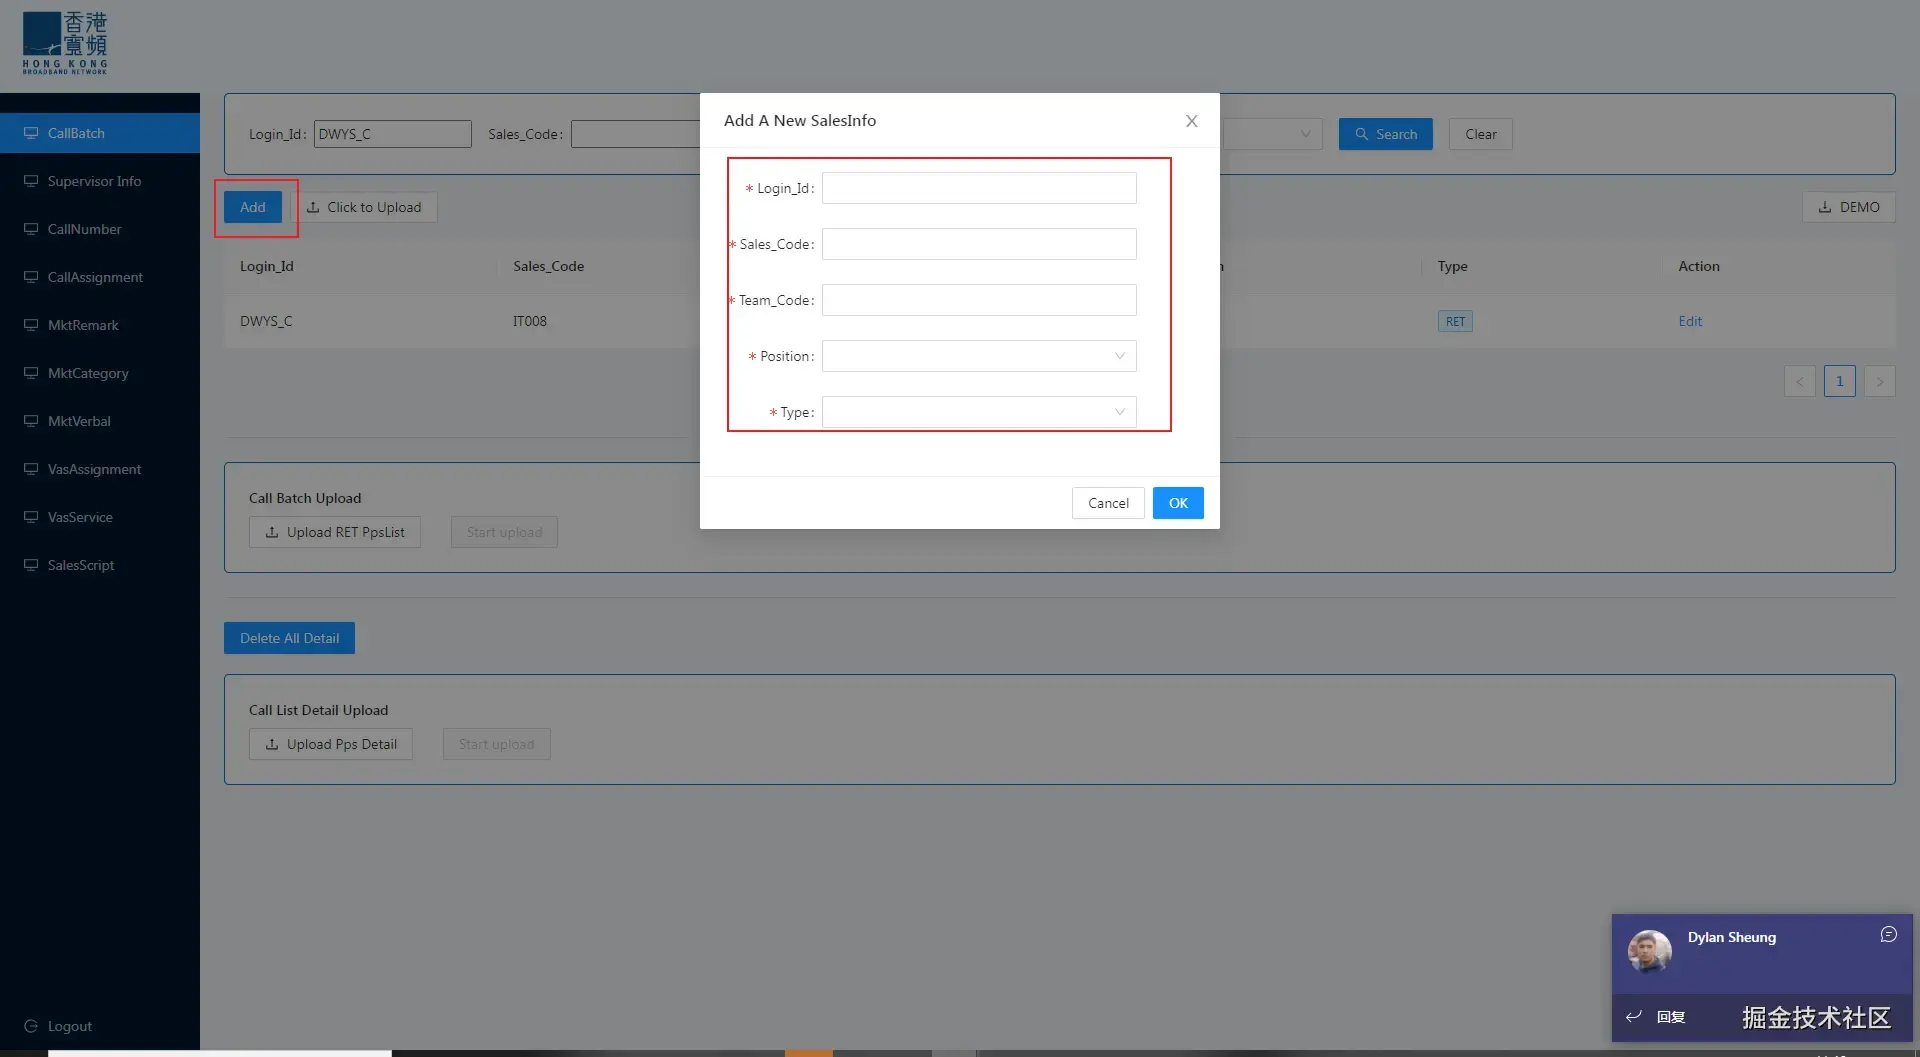 香港
寬頻
HONG KONG
BROADBAND NETWORK
CallBatch
Supervisor Info
CallNumber
CallAssignment
MktRemark
MktCategory
MktVerbal
VasAssignment
VasService
SalesScript
Logout
Login_Id: DWYS_C Sales_Code: Search Clear
Add Click to Upload DEMO
Login_Id Sales_Code Type Action
DWYS_C IT008 RET Edit
< 1 >
Add A New SalesInfo X
* Login_Id:
* Sales_Code:
* Team_Code:
* Position:
* Type:
Cancel OK
Call Batch Upload
Upload RET PpsList Start upload
Delete All Detail
Call List Detail Upload
Upload Pps Detail Start upload
Dylan Sheung
回复
掘金技术社区